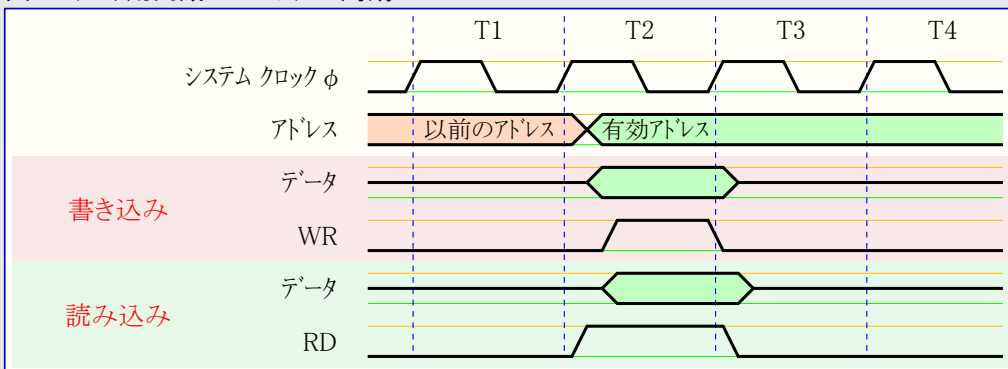 T1 T2 T3 T4
システム クロック φ
アドレス 以前のアドレス 有効アドレス
データ
書き込み
WR
データ
読み込み
RD